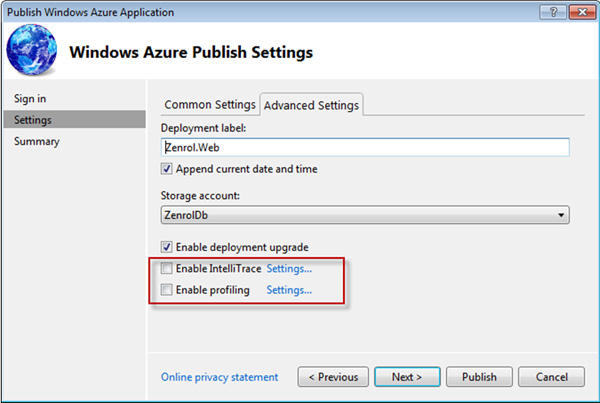 Publish Windows Azure Application
Windows Azure Publish Settings
Sign in
Settings
Summary
Common Settings
Advanced Settings
Deployment label:
Zenrol.Web
Append current date and time
Storage account:
ZenrolDb
Enable deployment upgrade
Enable IntelliTrace Settings...
Enable profiling Settings...
Online privacy statement
< Previous
Next >
Publish
Cancel